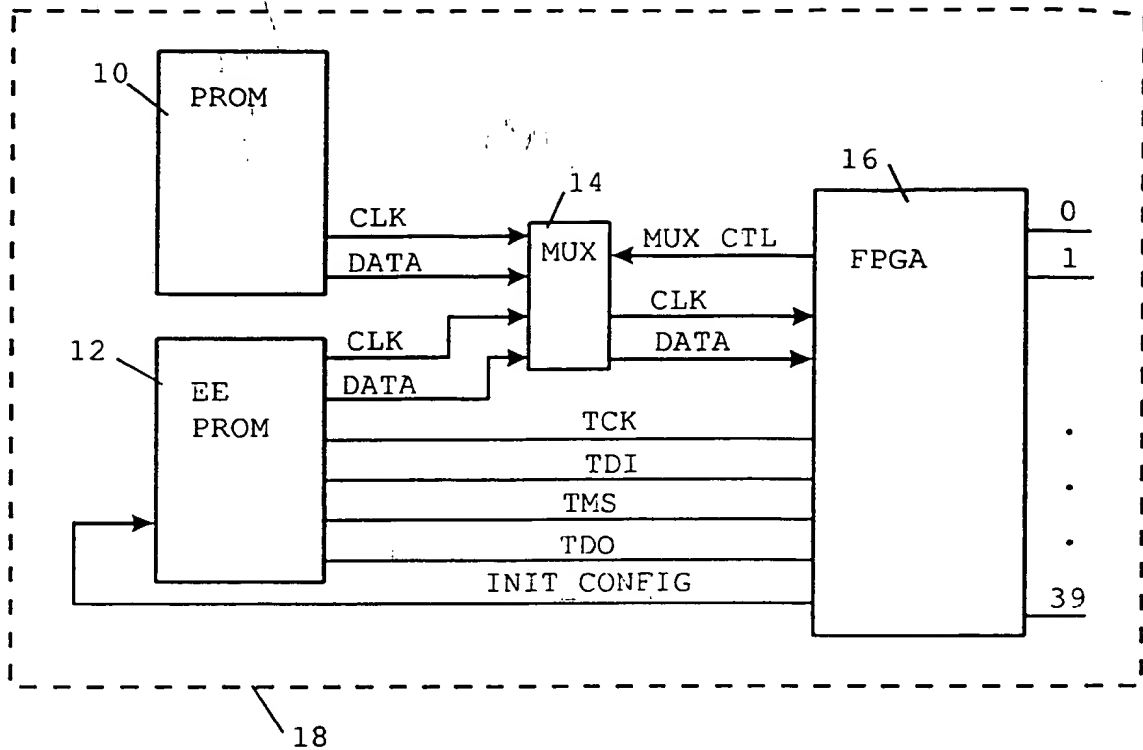 10
PROM
CLK
DATA
14
MUX
MUX CTL
CLK
DATA
16
FPGA
0
1
39
12
EE
PROM
CLK
DATA
TCK
TDI
TMS
TDO
INIT CONFIG
18